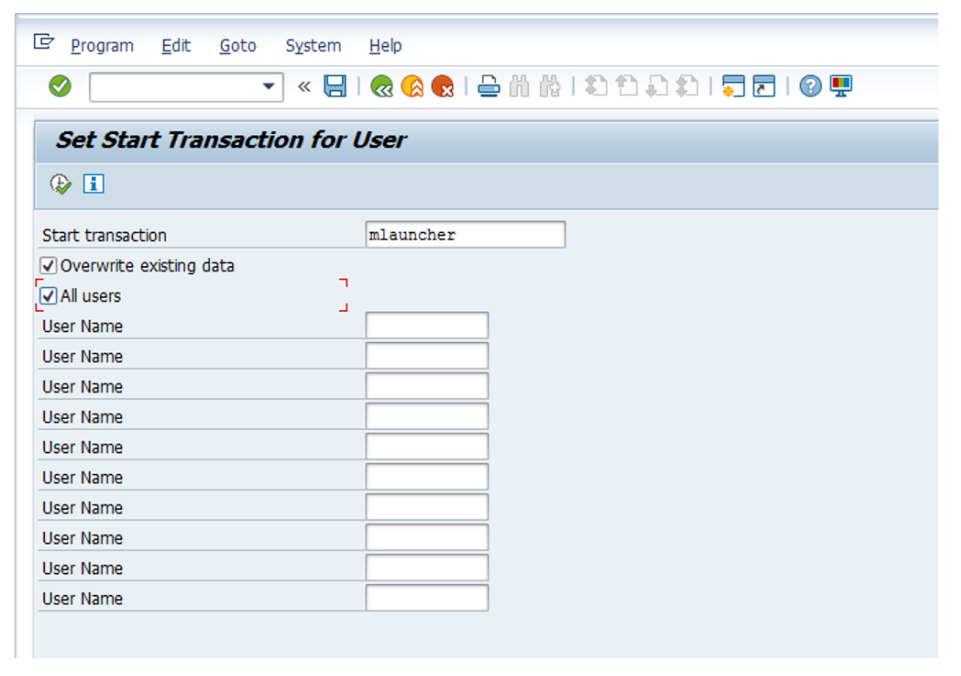 Program Edit Goto System Help
Set Start Transaction for User
Start transaction mlauncher
Overwrite existing data
All users
User Name
User Name
User Name
User Name
User Name
User Name
User Name
User Name
User Name
User Name